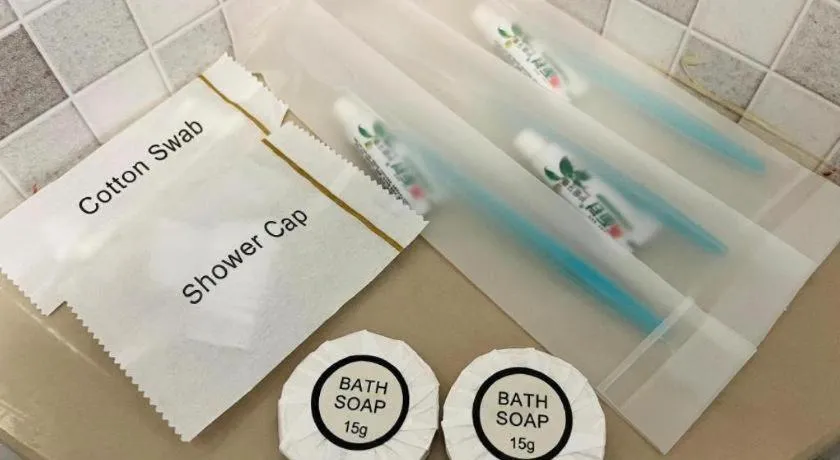 Cotton Swab
Shower Cap
BATH
SOAP
15g
BATH
SOAP
15g